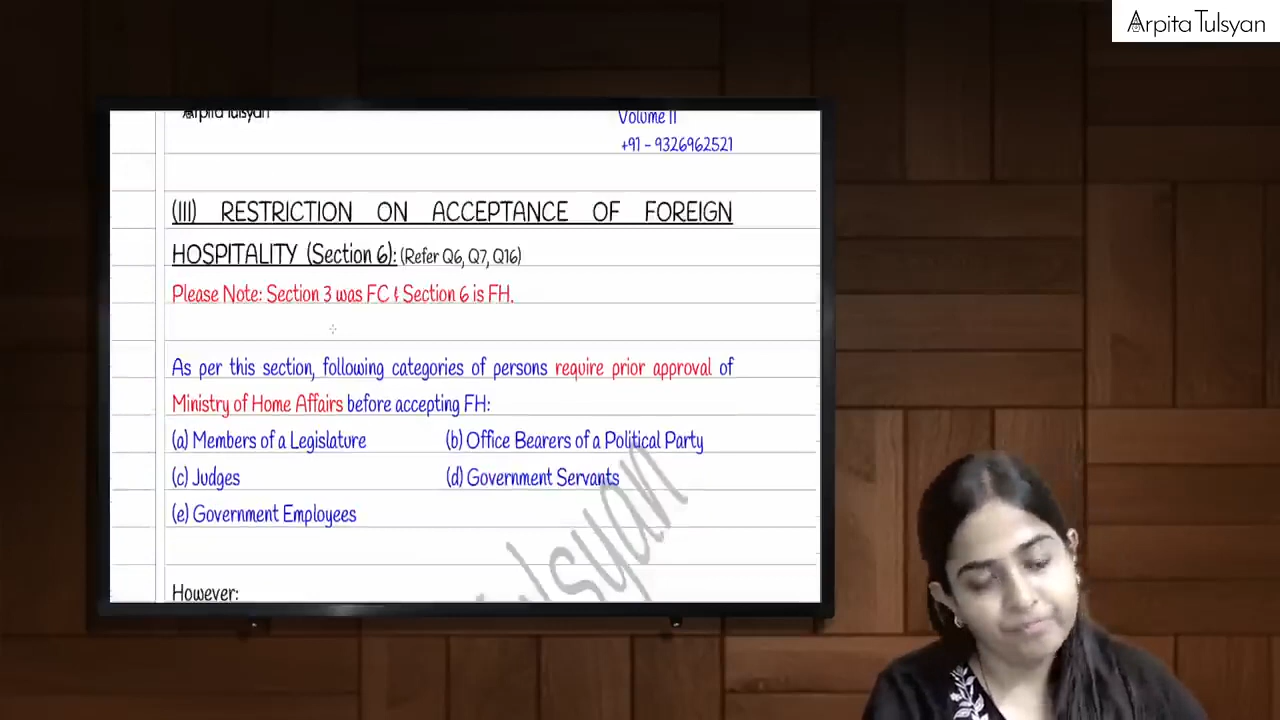 Arpita Tulsyan
Arpita Tulsyan
Volume II
+91 - 9326962521
(III) RESTRICTION ON ACCEPTANCE OF FOREIGN
HOSPITALITY (Section 6): (Refer Q6, Q7, Q16)
Please Note: Section 3 was FC & Section 6 is FH.
As per this section, following categories of persons require prior approval of
Ministry of Home Affairs before accepting FH:
(a) Members of a Legislature (b) Office Bearers of a Political Party
(c) Judges (d) Government Servants
(e) Government Employees
However: